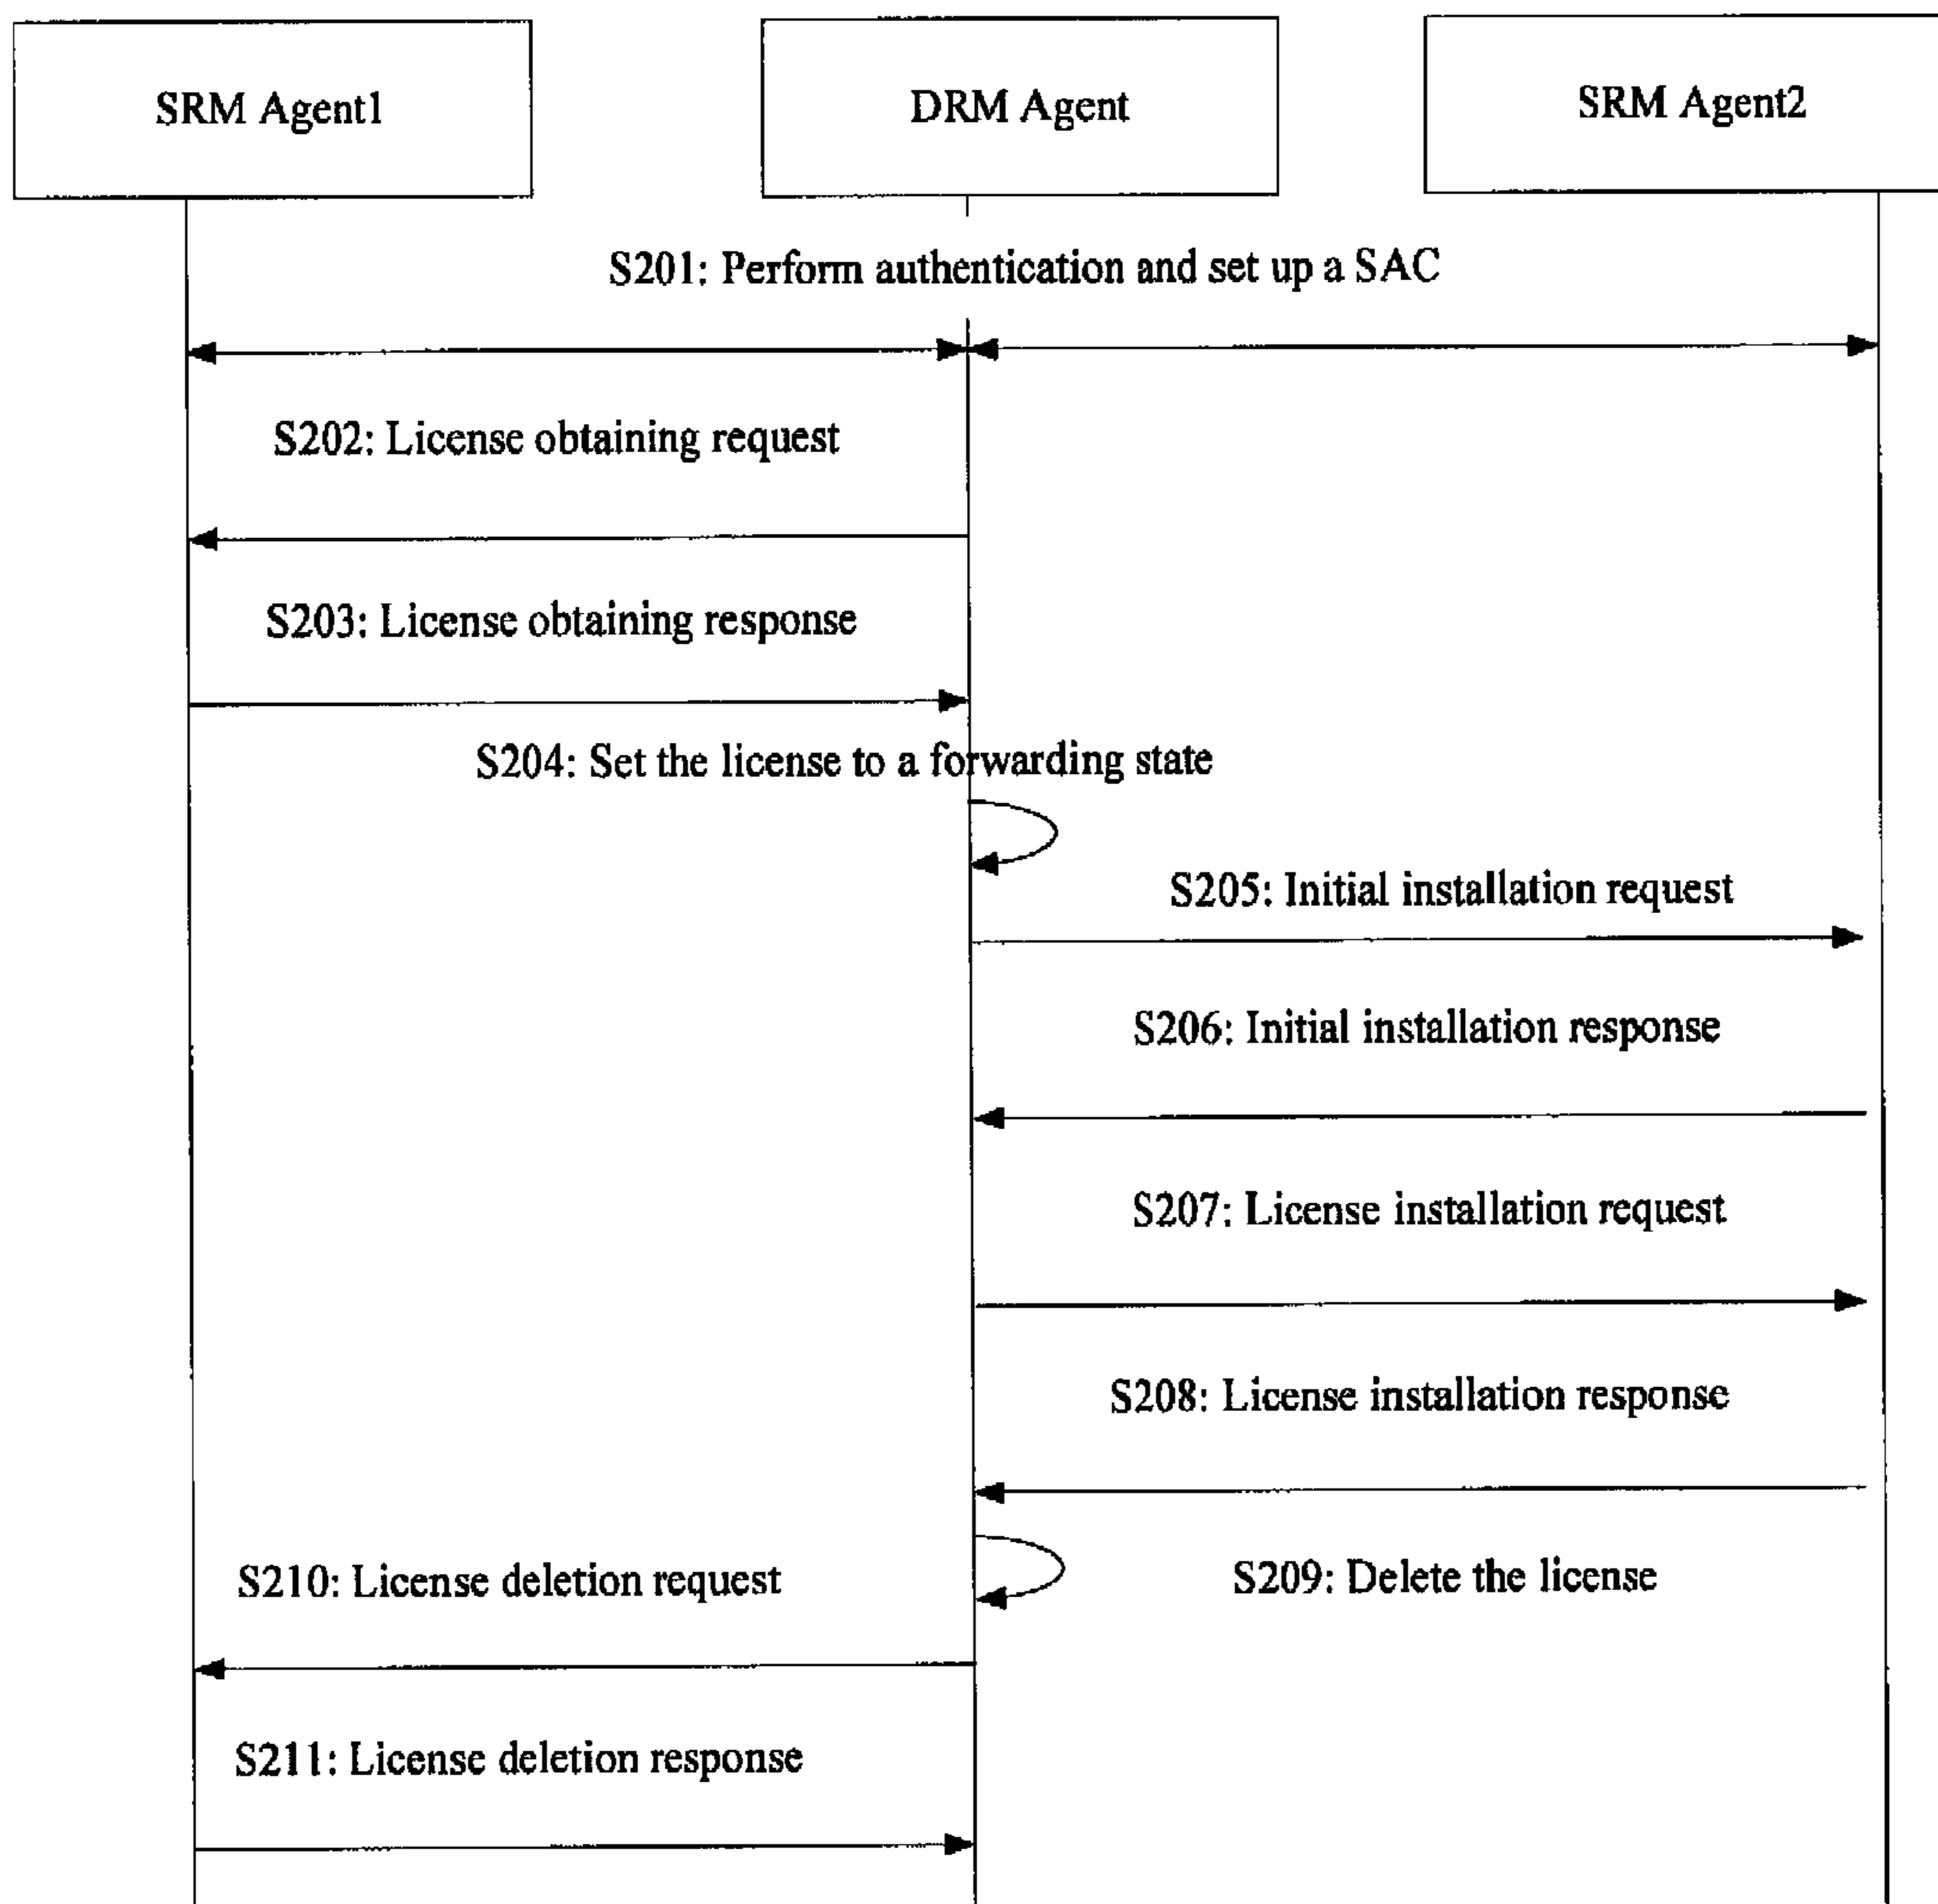 SRM Agent1
DRM Agent
SRM Agent2
S201: Perform authentication and set up a SAC
S202: License obtaining request
S203: License obtaining response
S204: Set the license to a forwarding state
S205: Initial installation request
S206: Initial installation response
S207: License installation request
S208: License installation response
S209: Delete the license
S210: License deletion request
S211: License deletion response